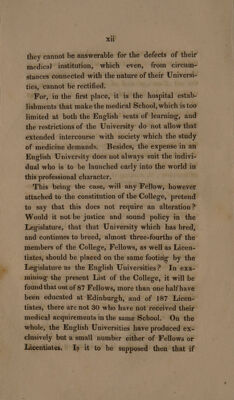 xii
they cannot be answerable for the defects of their
medical institution, which even, from circum-
stances connected with the nature of their Universi-
ties, cannot be rectified.
For, in the first place, it is the hospital estab-
lishments that make the medical School, which is too
limited at both the English seats of learning, and
the restrictions of the University do not allow that
extended intercourse with society which the study
of medicine demands. Besides, the expense in an
English University does not always suit the indivi-
dual who is to be launched early into the world in
this professional character.
This being the case, will any Fellow, however
attached to the constitution of the College, pretend
to say that this does not require an alteration?
Would it not be justice and sound policy in the
Legislature, that that University which has bred,
and continues to breed, almost three-fourths of the
members of the College, Fellows, as well as Licen-
tiates, should be placed on the same footing by the
Legislature as the English Universities? In exa-
mining the present List of the College, it will be
found that out of 87 Fellows, more than one half have
been educated at Edinburgh, and of 187 Licen-
tiates, there are not 30 who have not received their
medical acquirements in the same School. On the
whole, the English Universities have produced ex-
clusively but a small number either of Fellows or
Licentiates. Is it to be supposed then that if